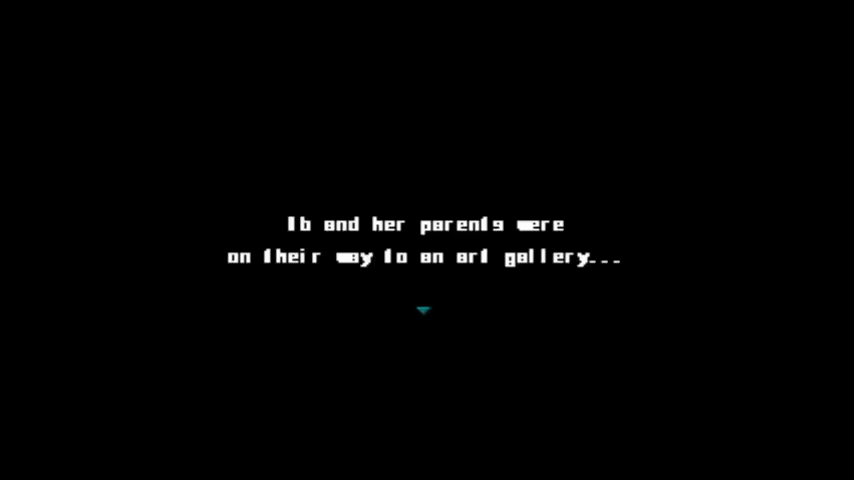 Ib and her parents were
on their way to an art gallery...